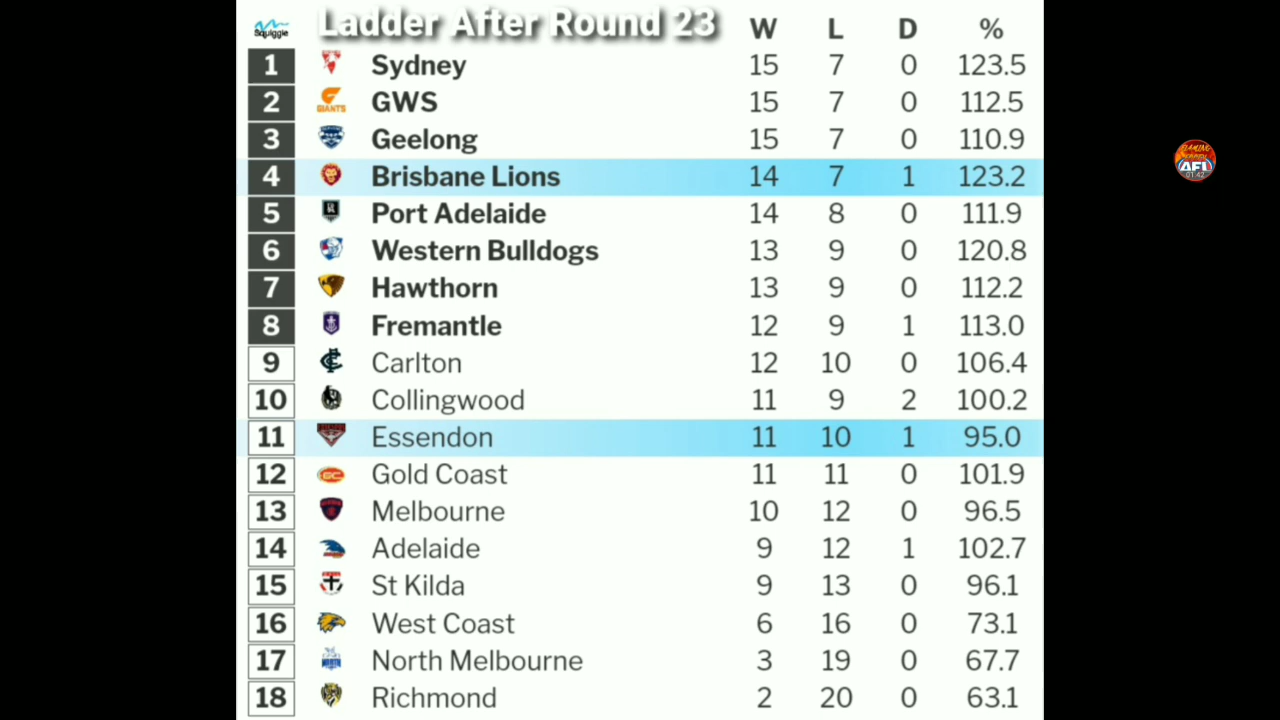 Squiggle Ladder After Round 23 W L D %
1 Sydney 15 7 0 123.5
2 GIANTS GWS 15 7 0 112.5
3 Geelong 15 7 0 110.9
4 Brisbane Lions 14 7 1 123.2
5 Port Adelaide 14 8 0 111.9
6 Western Bulldogs 13 9 0 120.8
7 Hawthorn 13 9 0 112.2
8 Fremantle 12 9 1 113.0
9 Carlton 12 10 0 106.4
10 Collingwood 11 9 2 100.2
11 Essendon 11 10 1 95.0
12 GC Gold Coast 11 11 0 101.9
13 Melbourne 10 12 0 96.5
14 Adelaide 9 12 1 102.7
15 St Kilda 9 13 0 96.1
16 West Coast 6 16 0 73.1
17 North Melbourne 3 19 0 67.7
18 Richmond 2 20 0 63.1
AFL
01:42